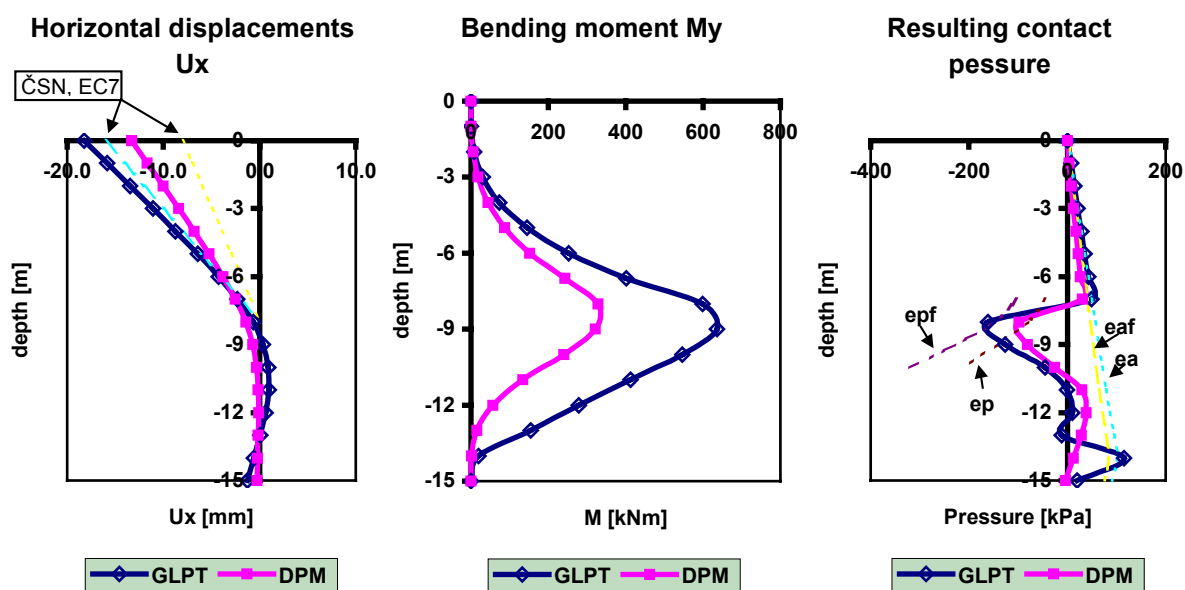 Horizontal displacements
Ux
ČSN, EC7
0
-20.0 -10.0 0.0 10.0
-3
-6
-9
-12
-15
depth [m]
Ux [mm]
GLPT DPM
Bending moment My
0
0 200 400 600 800
-3
-6
-9
-12
-15
depth [m]
M [kNm]
GLPT DPM
Resulting contact
pessure
0
-400 -200 0 200
-3
-6
-9
-12
-15
depth [m]
epf
ep
eaf
ea
Pressure [kPa]
GLPT DPM